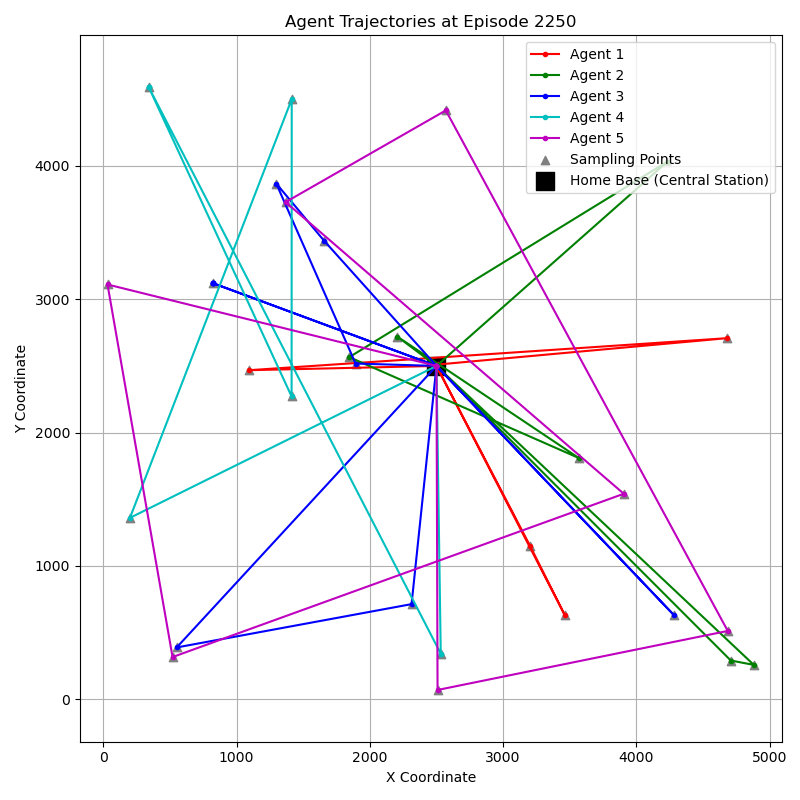 Agent Trajectories at Episode 2250
Agent 1
Agent 2
Agent 3
Agent 4
Agent 5
Sampling Points
Home Base (Central Station)
Y Coordinate
4000
3000
2000
1000
0
0 1000 2000 3000 4000 5000
X Coordinate